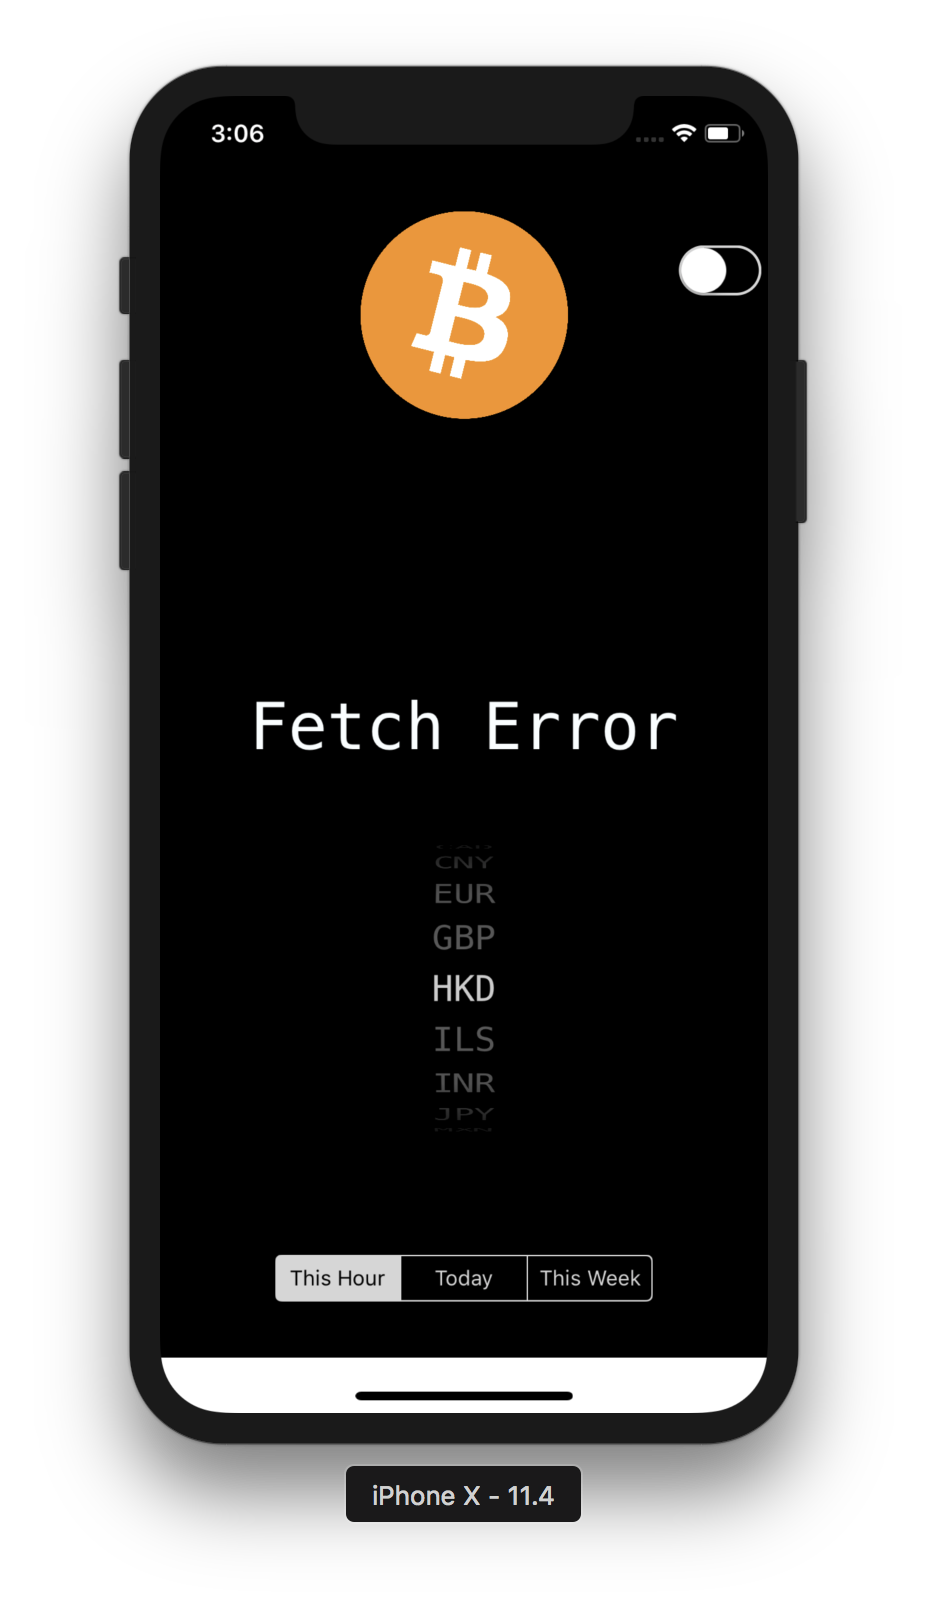 3:06
Fetch Error
CNY
EUR
GBP
HKD
ILS
INR
JPY
This Hour
Today
This Week
iPhone X - 11.4